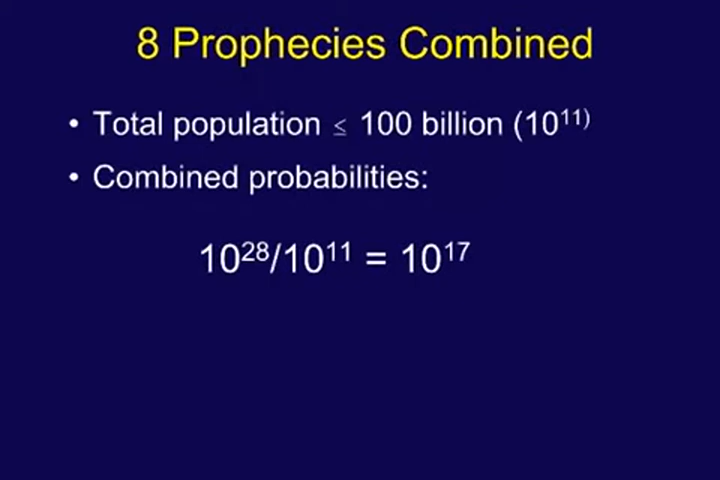 8 Prophecies Combined
• Total population ≤ 100 billion (10¹¹⁾
• Combined probabilities:
10²⁸/10¹¹ = 10¹⁷